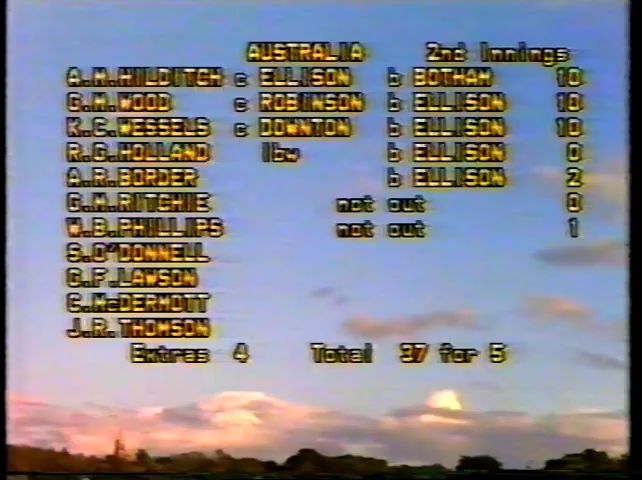 AUSTRALIA 2nd Innings
A.M.HILDITCH c ELLISON b BOTHAM 10
G.M.WOOD c ROBINSON b ELLISON 10
K.C.WESSELS c DOWNTON b ELLISON 10
R.G.HOLLAND lbw b ELLISON 0
A.R.BORDER b ELLISON 2
G.M.RITCHIE not out 0
W.B.PHILLIPS not out 1
S.O'DONNELL
G.F.LAWSON
C.McDERMOTT
J.R.THOMSON
Extras 4 Total 37 for 5